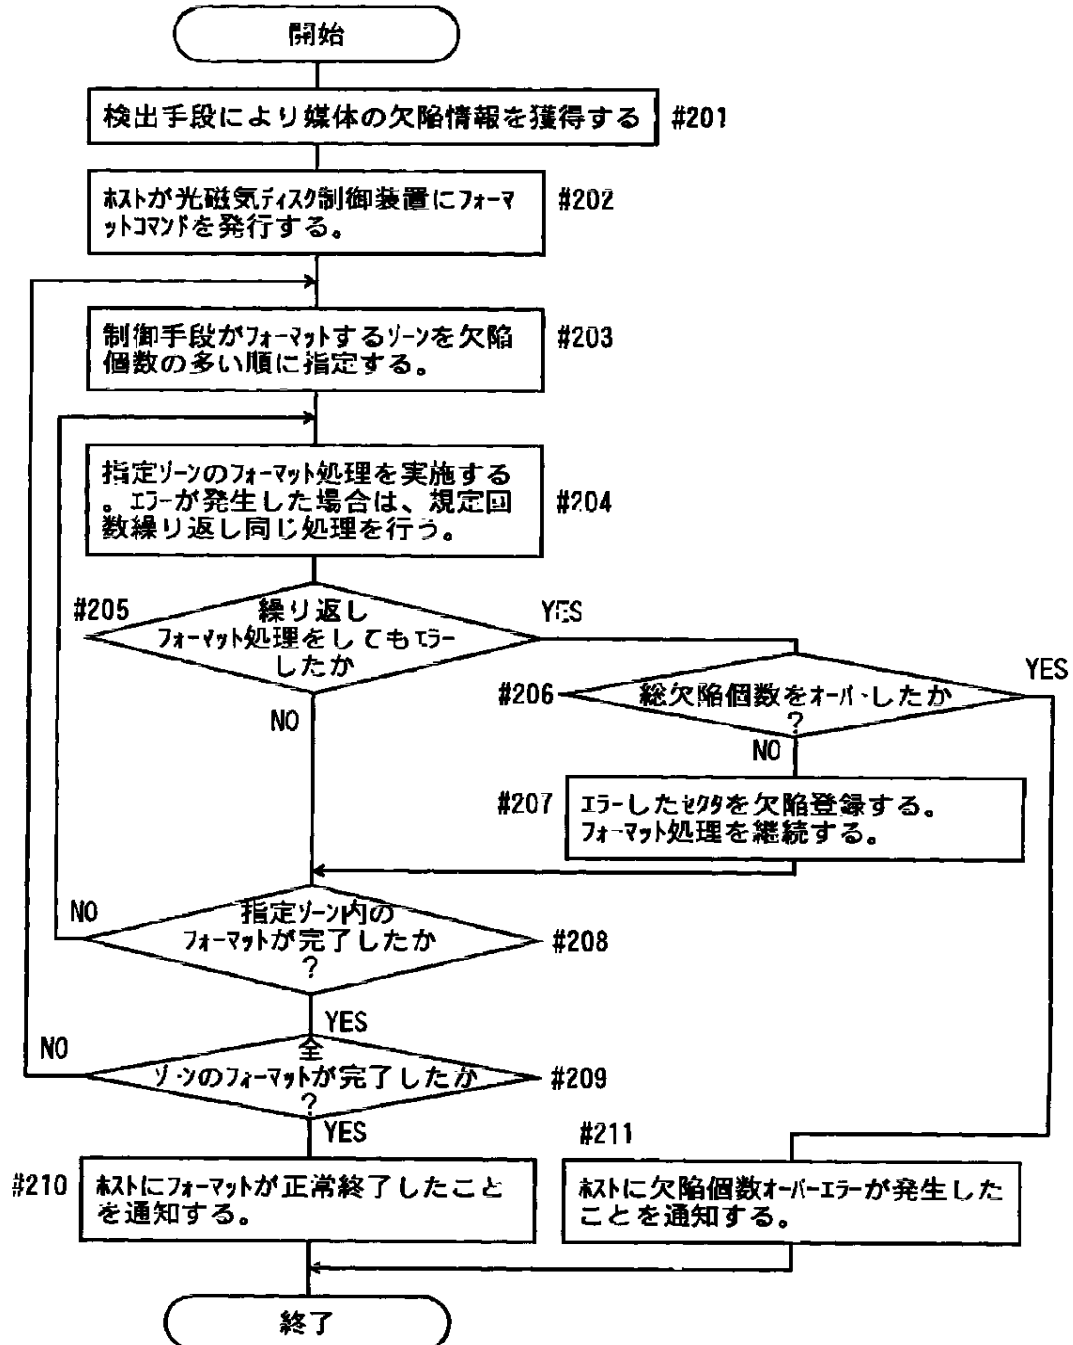 開始
検出手段により媒体の欠陥情報を獲得する
#201
ホストが光磁気ディスク制御装置にフォーマ
ットコマンドを発行する。
#202
制御手段がフォーマットするゾーンを欠陥
個数の多い順に指定する。
#203
指定ゾーンのフォーマット処理を実施する
。エラーが発生した場合は、規定回
数繰り返し同じ処理を行う。
#204
#205
繰り返し
フォーマット処理をしてもエラー
したか
YES
NO
#206
総欠陥個数をオーバーしたか
?
YES
NO
#207
エラーしたセクタを欠陥登録する。
フォーマット処理を継続する。
指定ゾーン内の
フォーマットが完了したか
?
#208
NO
YES
全
ゾーンのフォーマットが完了したか
?
#209
NO
YES
#210
ホストにフォーマットが正常終了したこと
を通知する。
#211
ホストに欠陥個数オーバーエラーが発生した
ことを通知する。
終了